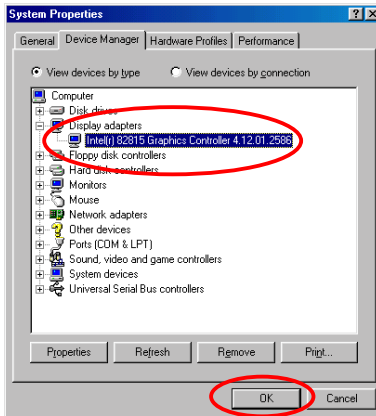 System Properties
General Device Manager Hardware Profiles Performance
View devices by type View devices by connection
Computer
Disk drives
Display adapters
Intel(r) 82815 Graphics Controller 4.12.01.2586
Floppy disk controllers
Hard disk controllers
Monitors
Mouse
Network adapters
Other devices
Ports (COM & LPT)
Sound, video and game controllers
System devices
Universal Serial Bus controllers
Properties Refresh Remove Print...
OK Cancel